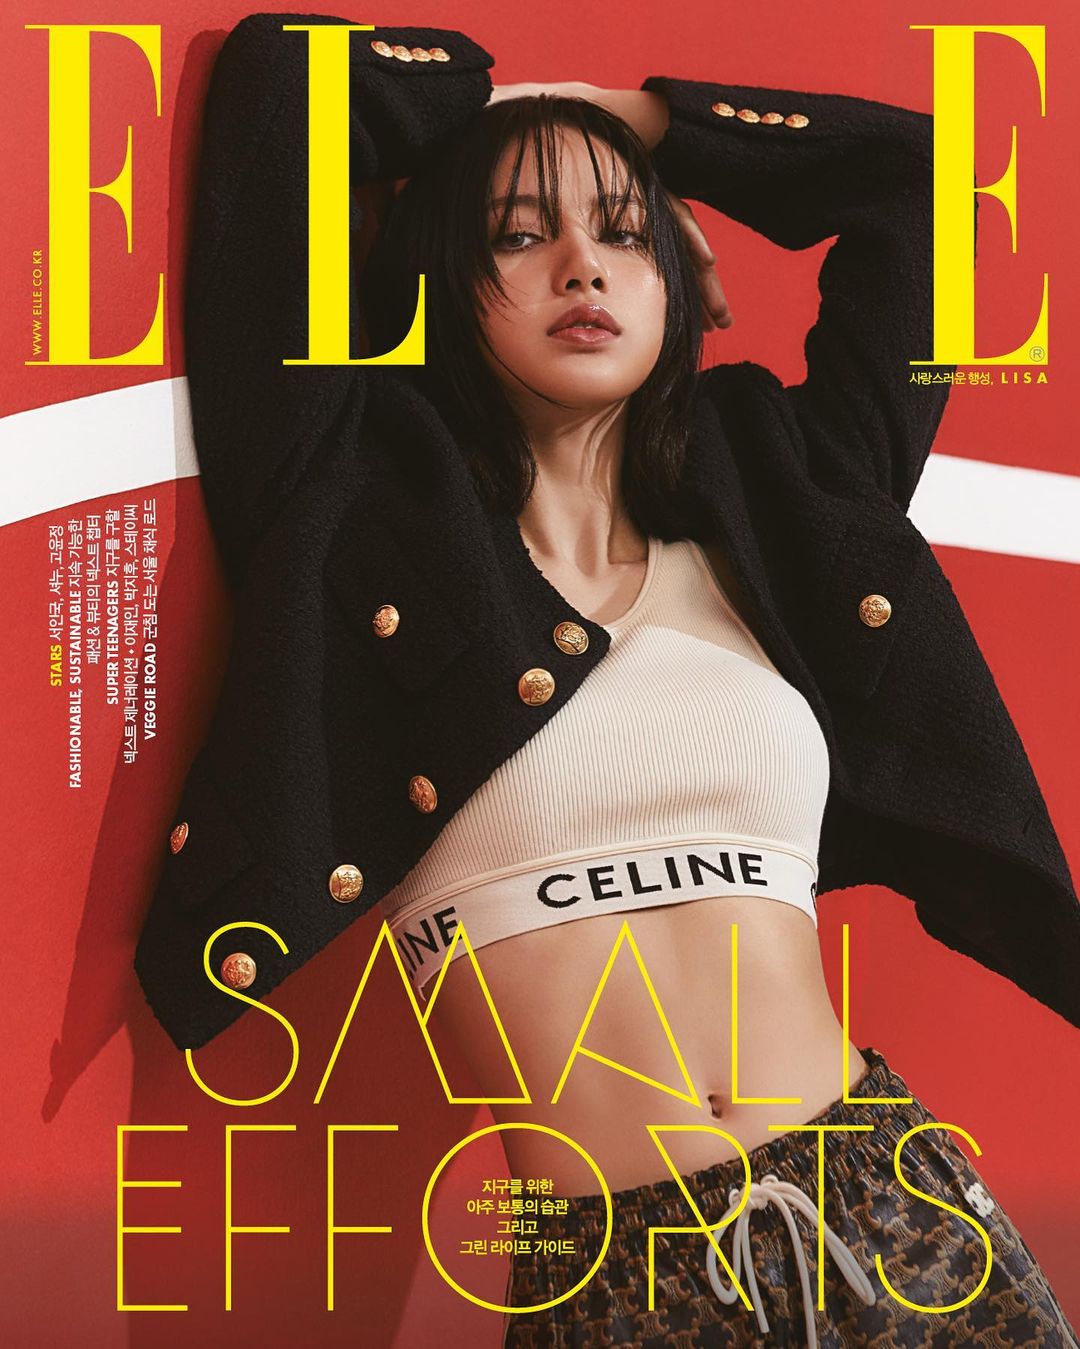 ELLE
WWW.ELLE.CO.KR
®
사랑스러운 행성, LISA
STARS 서인국, 셔누, 고윤정
FASHIONABLE, SUSTAINABLE 지속 가능한
패션 & 뷰티의 넥스트 챕터
SUPER TEENAGERS 지구를 구할
넥스트 제너레이션 • 이재인, 박지후, 스테이씨
VEGGIE ROAD 군침 도는 서울 채식 로드
CELINE
INE
SMALL
EFFORTS
지구를 위한
아주 보통의 습관
그리고
그린 라이프 가이드